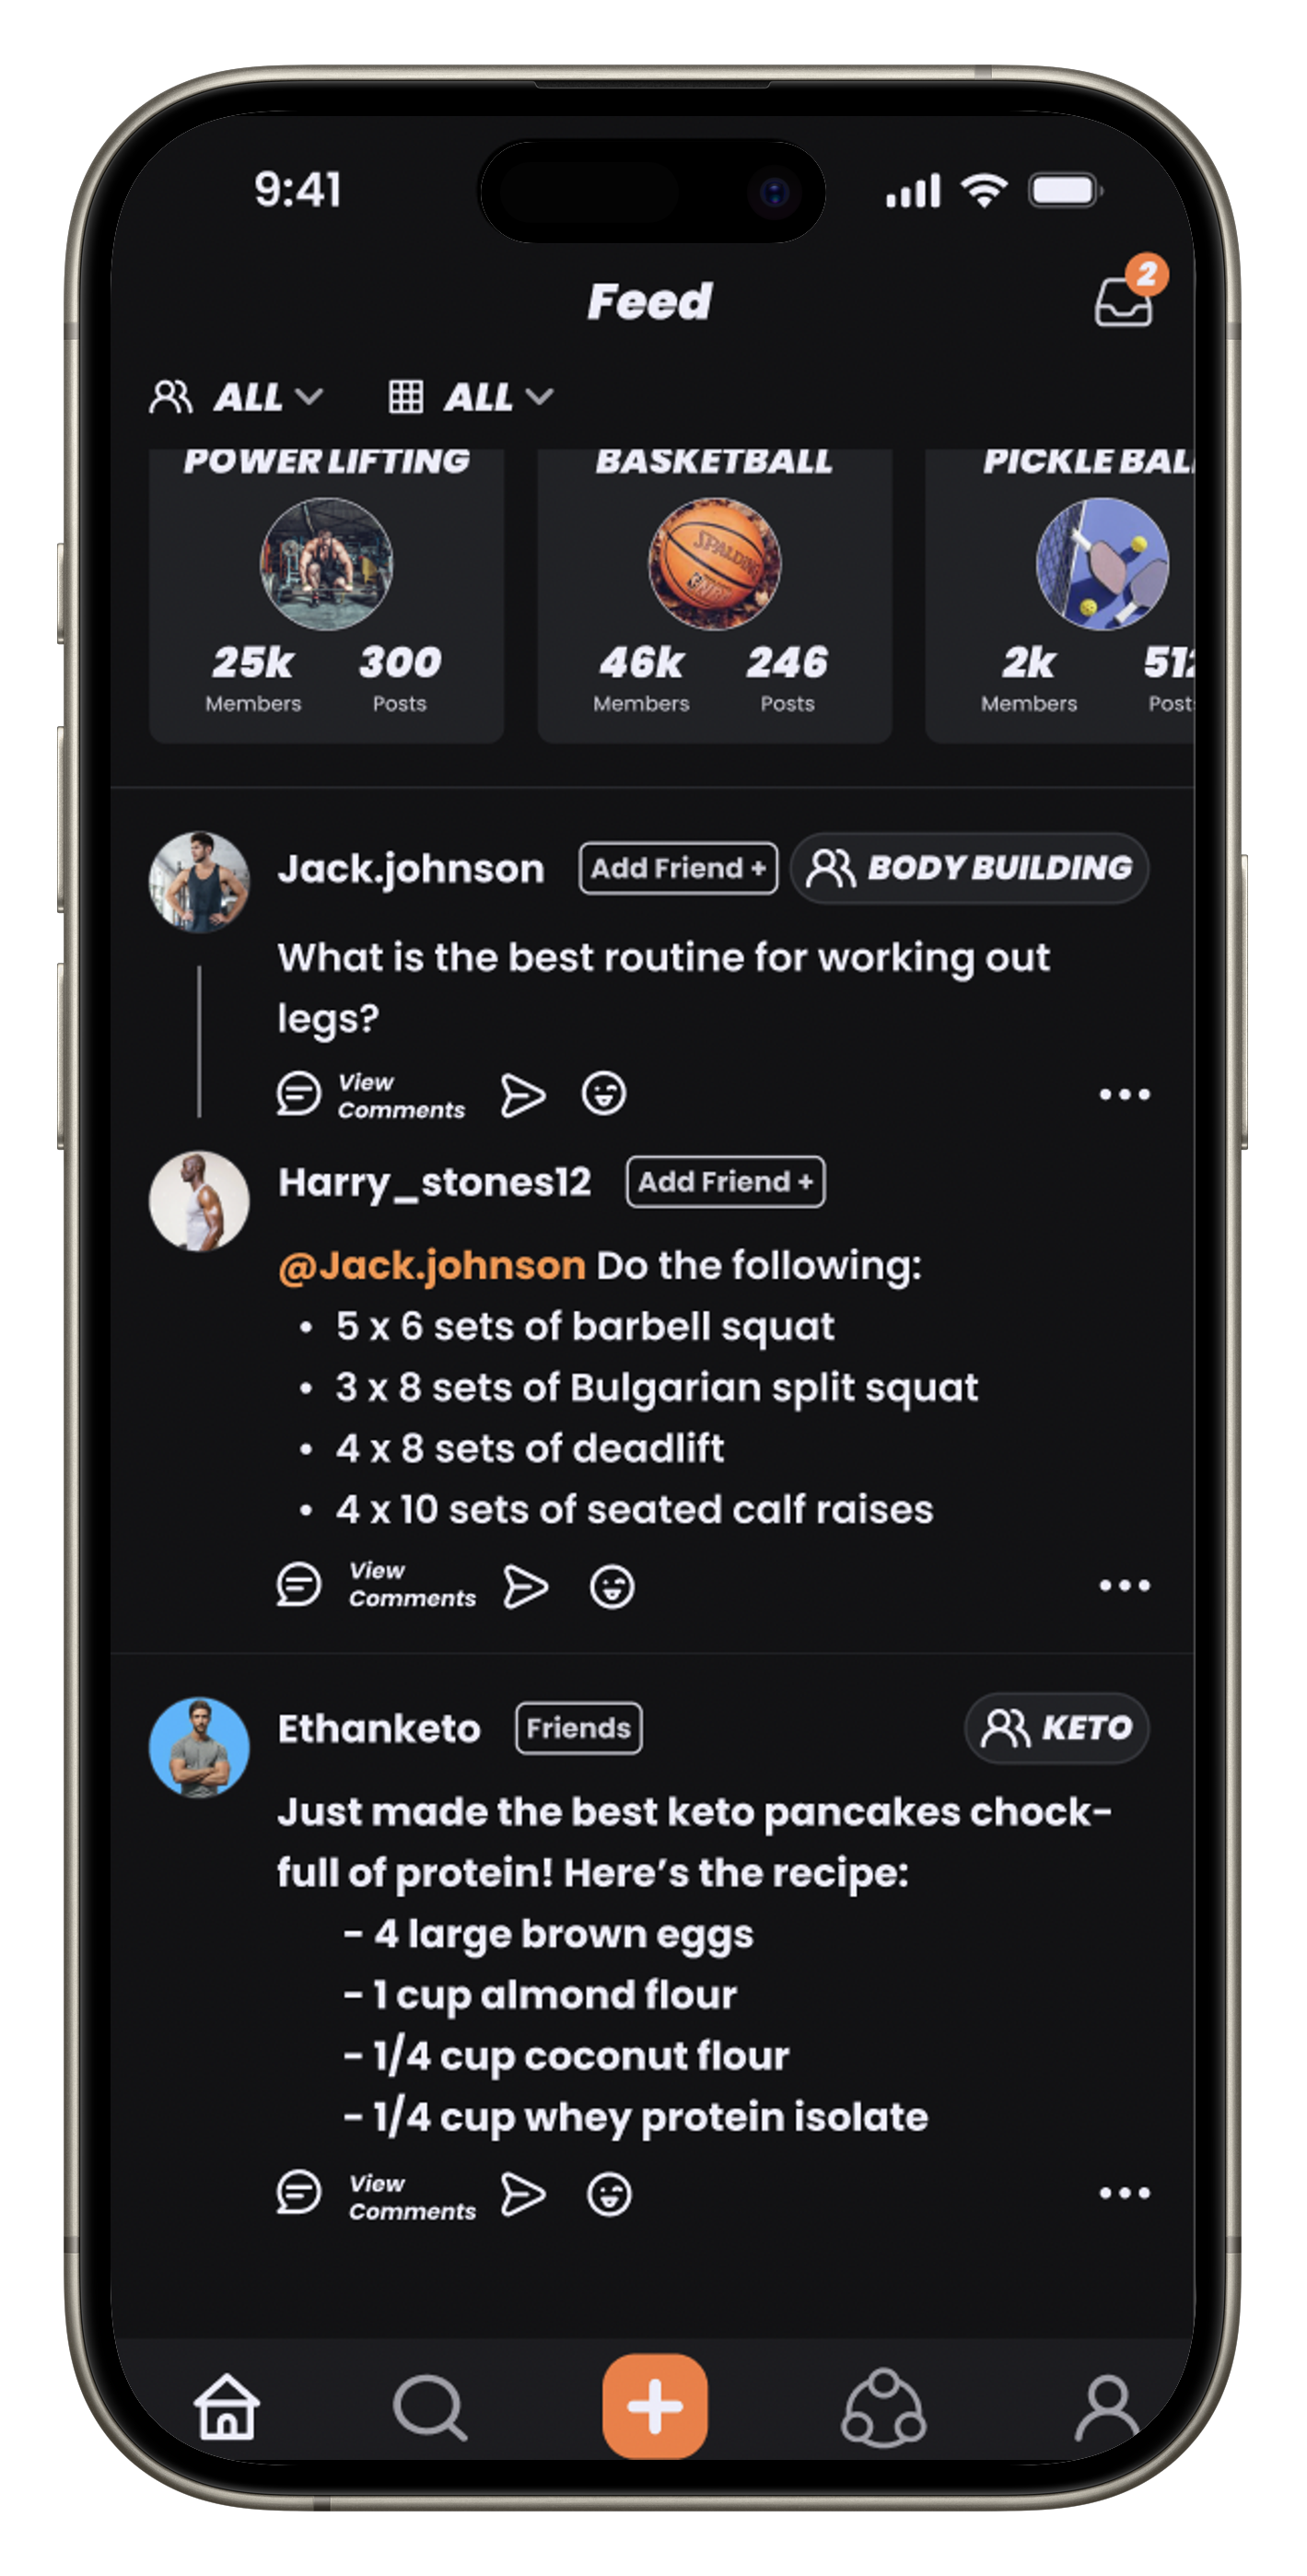 9:41
Feed
2
ALL
ALL
POWER LIFTING
BASKETBALL
PICKLE BAL
SPALDING
25k
300
46k
246
2k
512
Members
Posts
Members
Posts
Members
Post
Jack.johnson
Add Friend +
BODY BUILDING
What is the best routine for working out
legs?
View
Comments
Harry_stones12
Add Friend +
@Jack.johnson Do the following:
• 5 x 6 sets of barbell squat
• 3 x 8 sets of Bulgarian split squat
• 4 x 8 sets of deadlift
• 4 x 10 sets of seated calf raises
View
Comments
Ethanketo
Friends
KETO
Just made the best keto pancakes chock-
full of protein! Here’s the recipe:
- 4 large brown eggs
- 1 cup almond flour
- 1/4 cup coconut flour
- 1/4 cup whey protein isolate
View
Comments